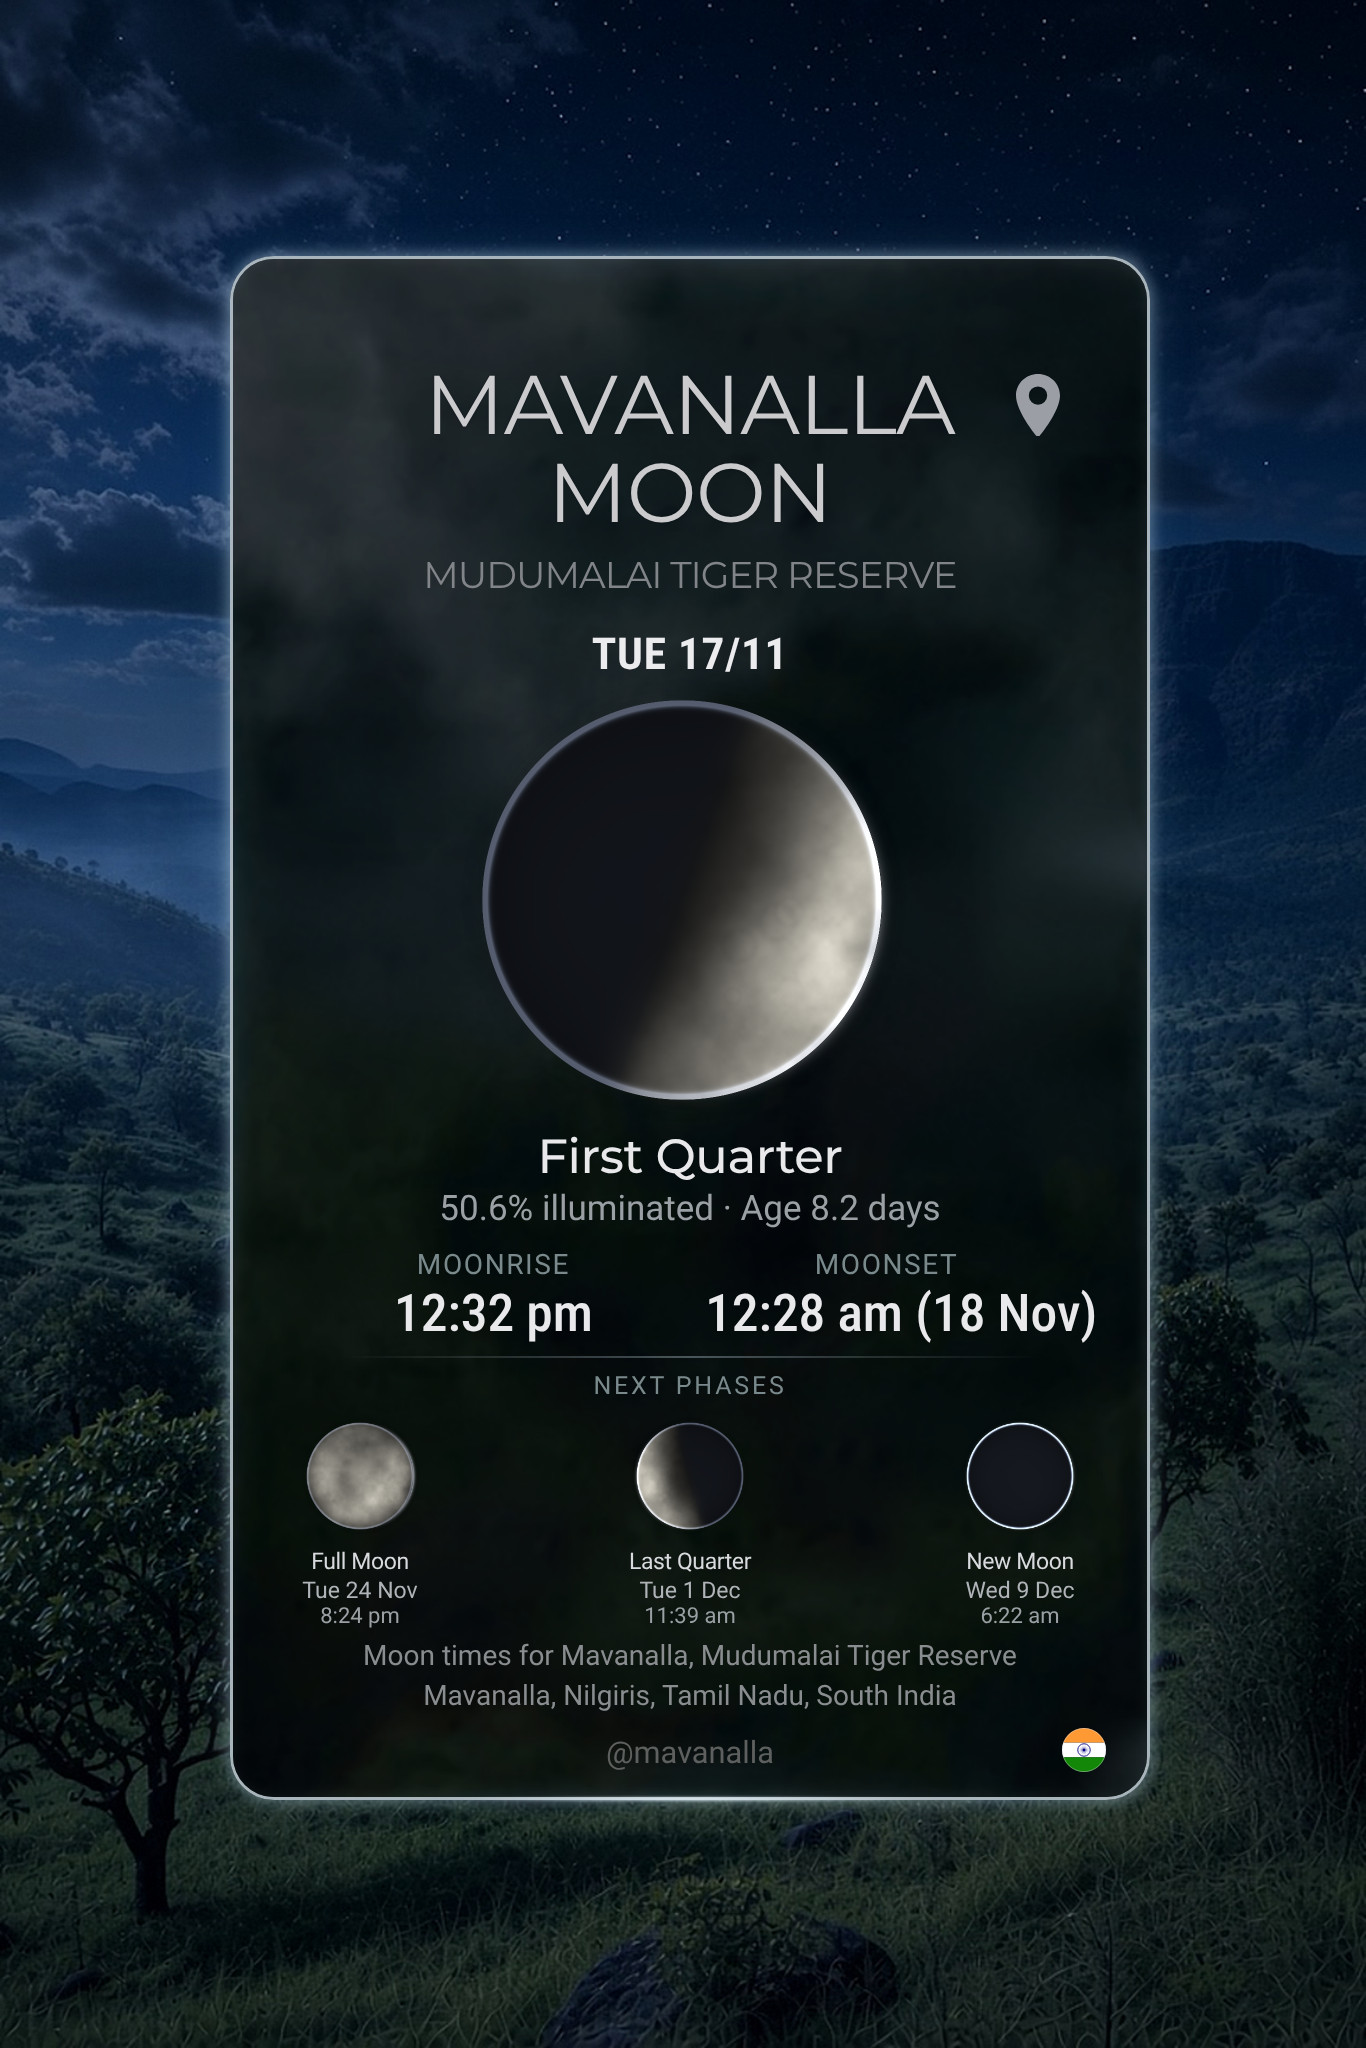 MAVANALLA
MOON
MUDUMALAI TIGER RESERVE
TUE 17/11
First Quarter
50.6% illuminated · Age 8.2 days
MOONRISE MOONSET
12:32 pm 12:28 am (18 Nov)
NEXT PHASES
Full Moon Last Quarter New Moon
Tue 24 Nov Tue 1 Dec Wed 9 Dec
8:24 pm 11:39 am 6:22 am
Moon times for Mavanalla, Mudumalai Tiger Reserve
Mavanalla, Nilgiris, Tamil Nadu, South India
@mavanalla